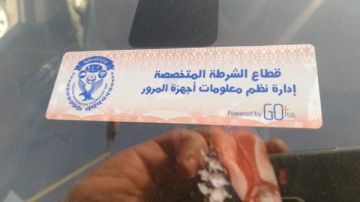 قطاع الشرطة المتخصصة
إدارة نظم معلومات أجهزة المرور
Powered by GO+